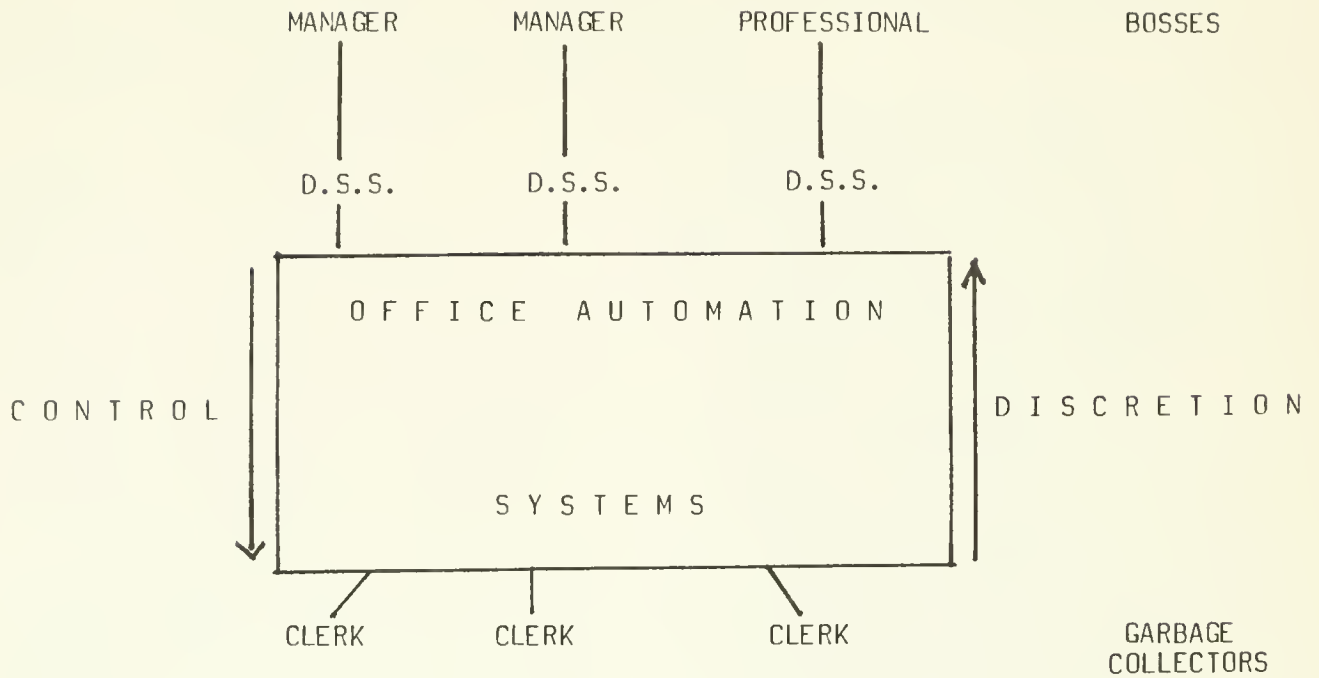 MANAGER MANAGER PROFESSIONAL BOSSES
D.S.S. D.S.S. D.S.S.
OFFICE AUTOMATION
CONTROL DISCRETION
SYSTEMS
CLERK CLERK CLERK GARBAGE
COLLECTORS